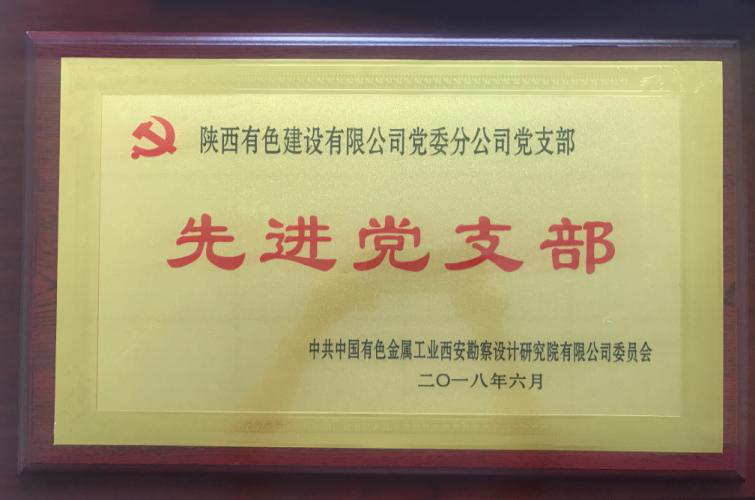 陕西有色建设有限公司党委分公司党支部
先进党支部
中共中国有色金属工业西安勘察设计研究院有限公司委员会
二〇一八年六月